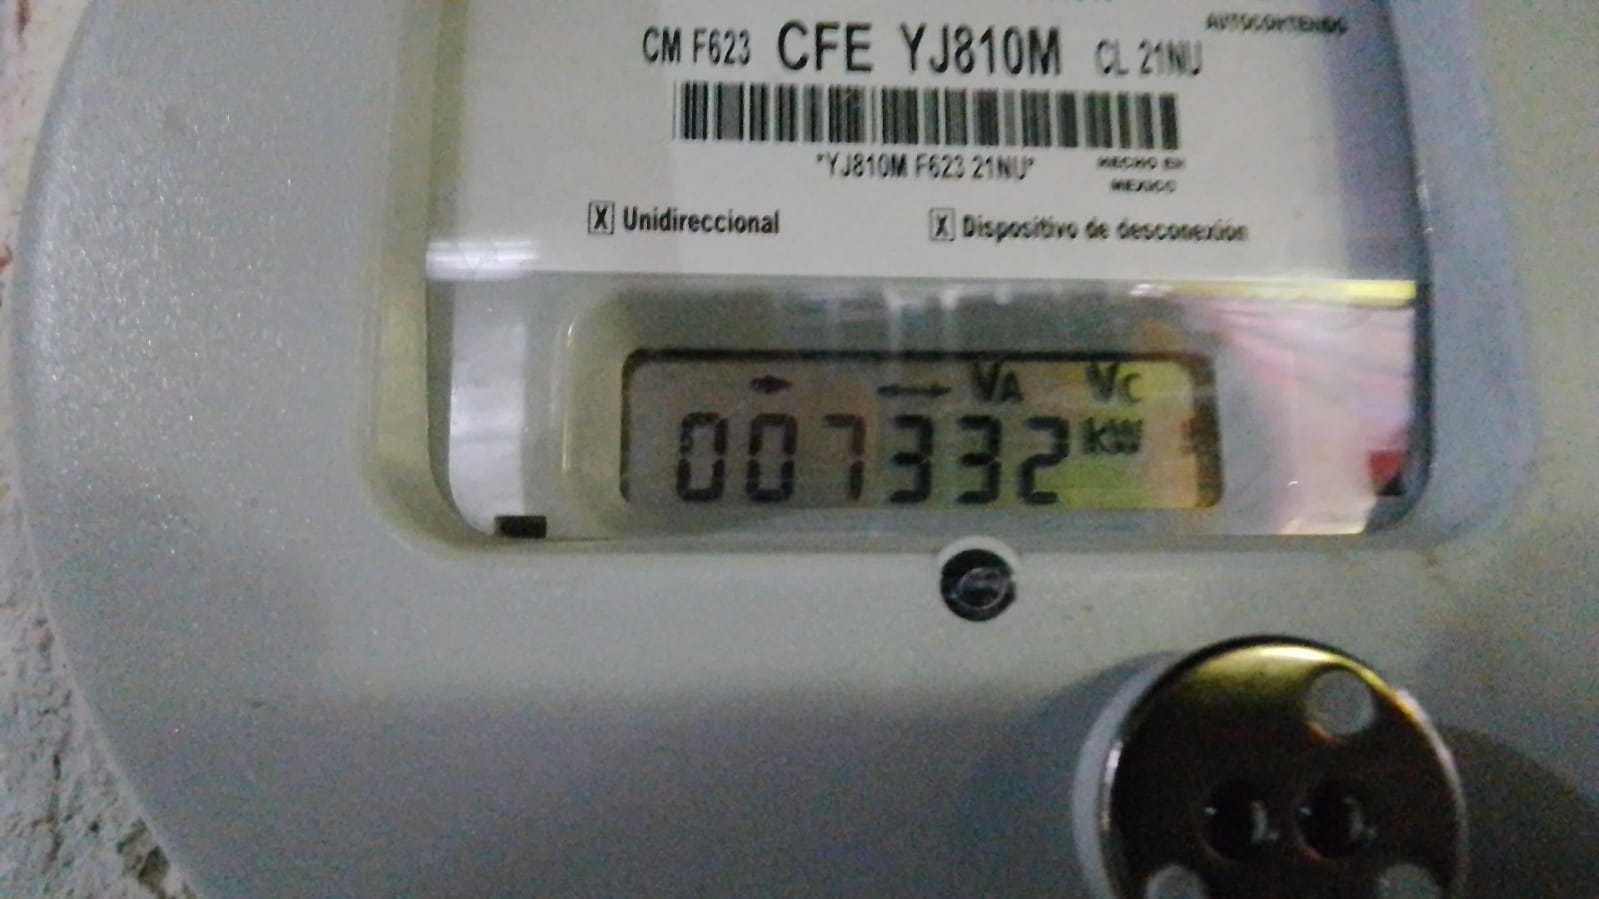 AUTOCONTENIDO
CM F623 CFE YJ810M CL 21NU
*YJ810M F623 21NU*
HECHO EN
MEXICO
X Unidireccional
X Dispositivo de desconexión
VA VC
007332 kW